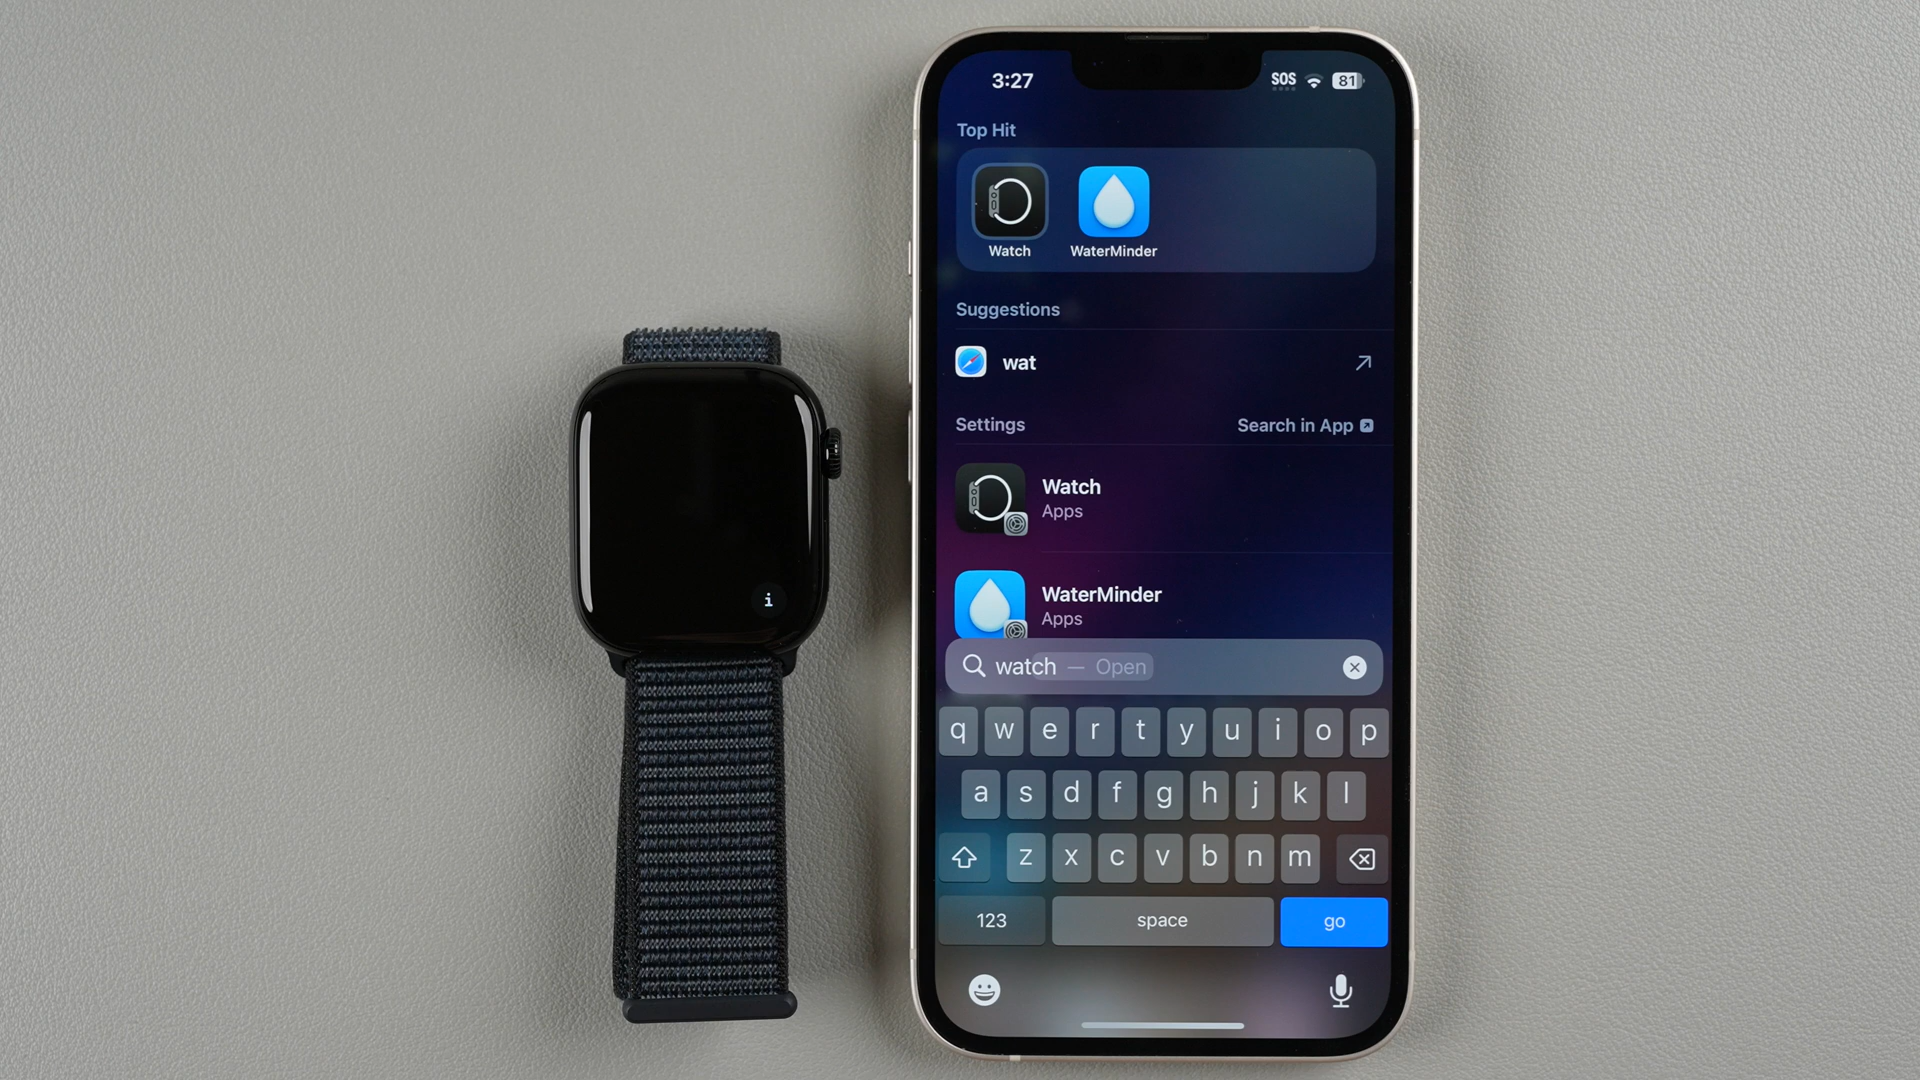 3:27
SOS
81
Top Hit
Watch
WaterMinder
Suggestions
wat
Settings
Search in App
Watch
Apps
WaterMinder
Apps
watch — Open
q w e r t y u i o p
a s d f g h j k l
z x c v b n m
123
space
go
i